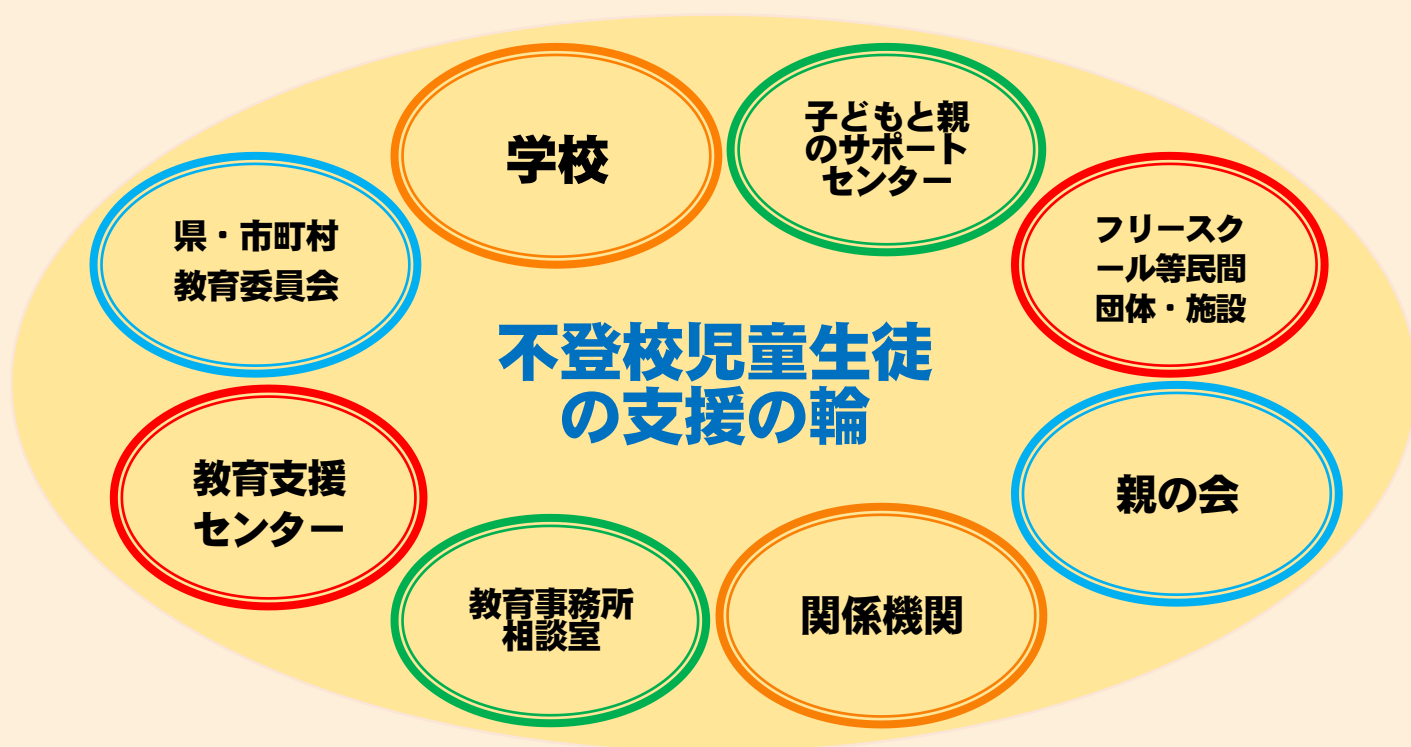 学校
子どもと親
のサポート
センター
県・市町村
教育委員会
フリースク
ール等民間
団体・施設
不登校児童生徒
の支援の輪
教育支援
センター
親の会
教育事務所
相談室
関係機関